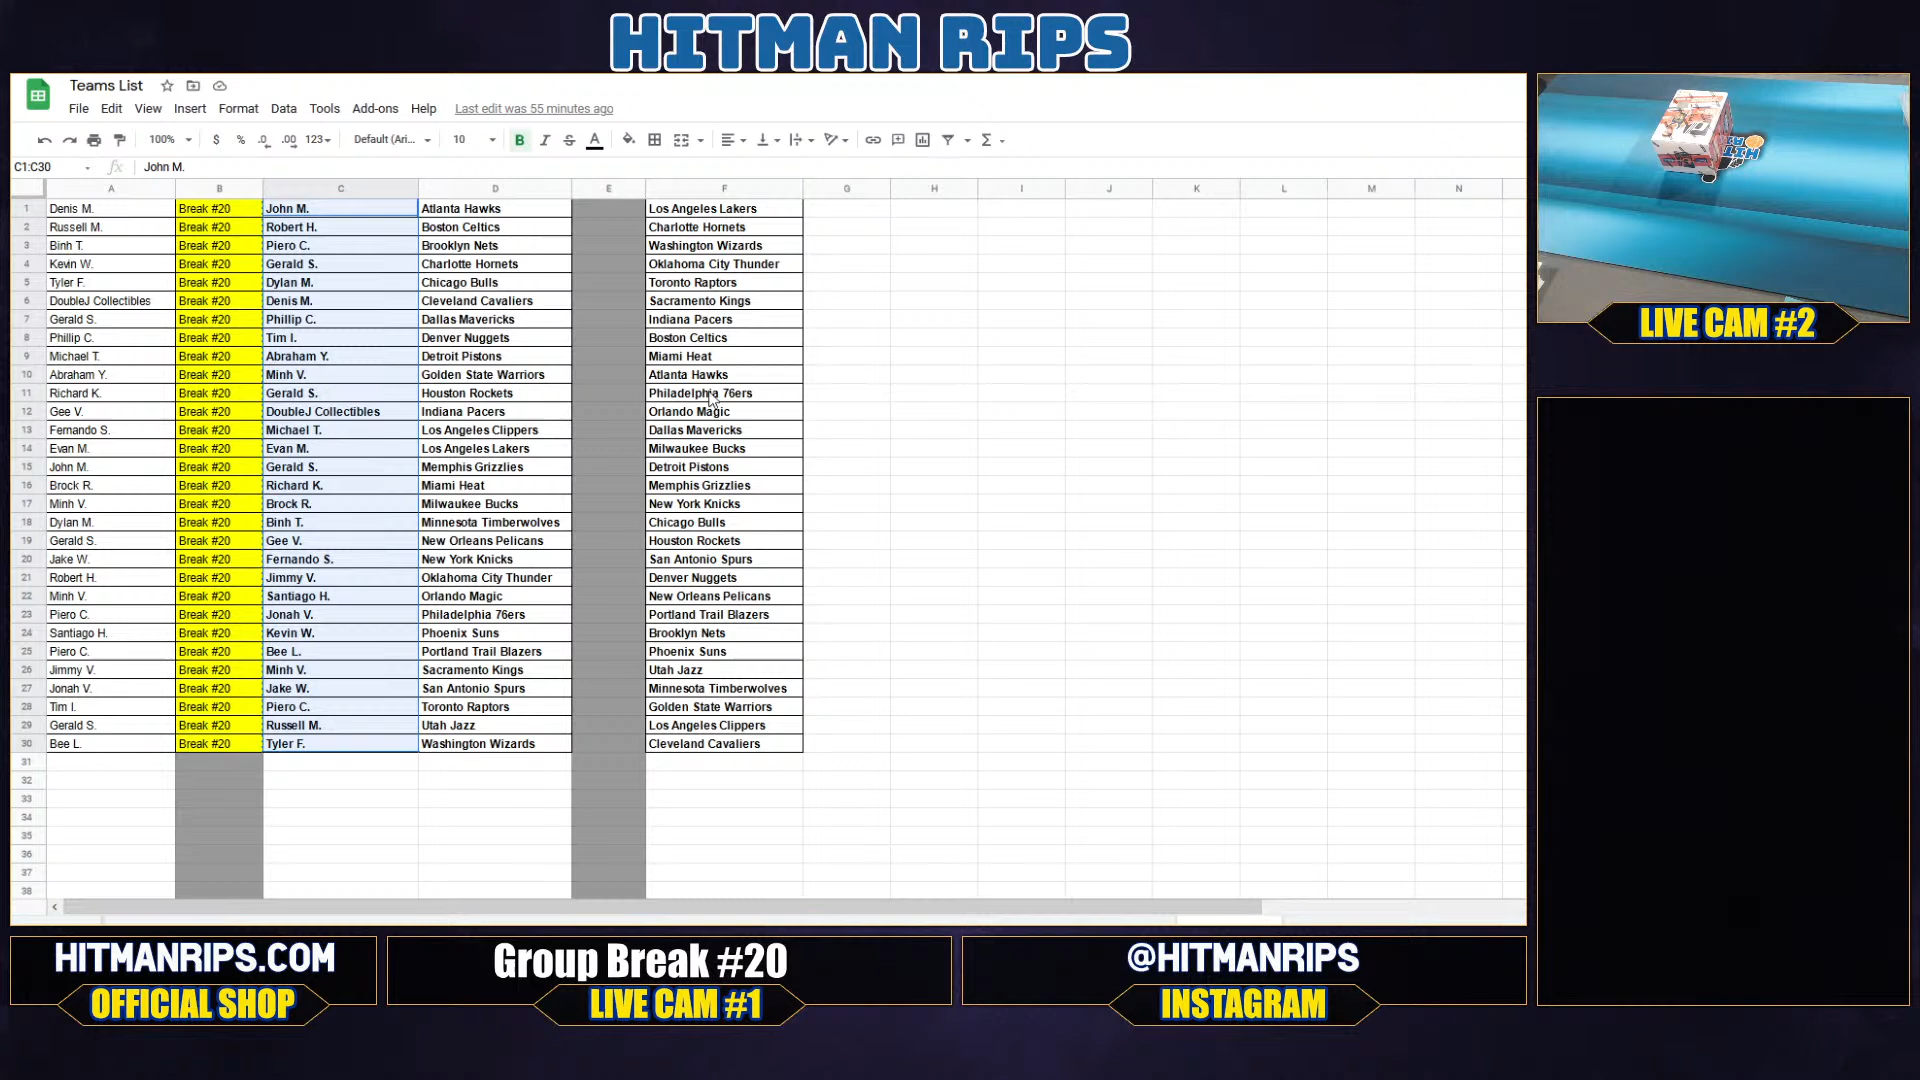 HITMAN RIPS
Teams List
File Edit View Insert Format Data Tools Add-ons Help Last edit was 55 minutes ago
100% $ % .0 .00 123 Default (Ari... 10 B I S A
C1:C30 fx John M.
A B C D E F G H I J K L M N
1 Denis M. Break #20 John M. Atlanta Hawks Los Angeles Lakers
2 Russell M. Break #20 Robert H. Boston Celtics Charlotte Hornets
3 Binh T. Break #20 Piero C. Brooklyn Nets Washington Wizards
4 Kevin W. Break #20 Gerald S. Charlotte Hornets Oklahoma City Thunder
5 Tyler F. Break #20 Dylan M. Chicago Bulls Toronto Raptors
6 DoubleJ Collectibles Break #20 Denis M. Cleveland Cavaliers Sacramento Kings
7 Gerald S. Break #20 Phillip C. Dallas Mavericks Indiana Pacers
8 Phillip C. Break #20 Tim I. Denver Nuggets Boston Celtics
9 Michael T. Break #20 Abraham Y. Detroit Pistons Miami Heat
10 Abraham Y. Break #20 Minh V. Golden State Warriors Atlanta Hawks
11 Richard K. Break #20 Gerald S. Houston Rockets Philadelphia 76ers
12 Gee V. Break #20 DoubleJ Collectibles Indiana Pacers Orlando Magic
13 Fernando S. Break #20 Michael T. Los Angeles Clippers Dallas Mavericks
14 Evan M. Break #20 Evan M. Los Angeles Lakers Milwaukee Bucks
15 John M. Break #20 Gerald S. Memphis Grizzlies Detroit Pistons
16 Brock R. Break #20 Richard K. Miami Heat Memphis Grizzlies
17 Minh V. Break #20 Brock R. Milwaukee Bucks New York Knicks
18 Dylan M. Break #20 Binh T. Minnesota Timberwolves Chicago Bulls
19 Gerald S. Break #20 Gee V. New Orleans Pelicans Houston Rockets
20 Jake W. Break #20 Fernando S. New York Knicks San Antonio Spurs
21 Robert H. Break #20 Jimmy V. Oklahoma City Thunder Denver Nuggets
22 Minh V. Break #20 Santiago H. Orlando Magic New Orleans Pelicans
23 Piero C. Break #20 Jonah V. Philadelphia 76ers Portland Trail Blazers
24 Santiago H. Break #20 Kevin W. Phoenix Suns Brooklyn Nets
25 Piero C. Break #20 Bee L. Portland Trail Blazers Phoenix Suns
26 Jimmy V. Break #20 Minh V. Sacramento Kings Utah Jazz
27 Jonah V. Break #20 Jake W. San Antonio Spurs Minnesota Timberwolves
28 Tim I. Break #20 Piero C. Toronto Raptors Golden State Warriors
29 Gerald S. Break #20 Russell M. Utah Jazz Los Angeles Clippers
30 Bee L. Break #20 Tyler F. Washington Wizards Cleveland Cavaliers
31
32
33
34
35
36
37
38
LIVE CAM #2
HITMANRIPS.COM
OFFICIAL SHOP
Group Break #20
LIVE CAM #1
@HITMANRIPS
INSTAGRAM